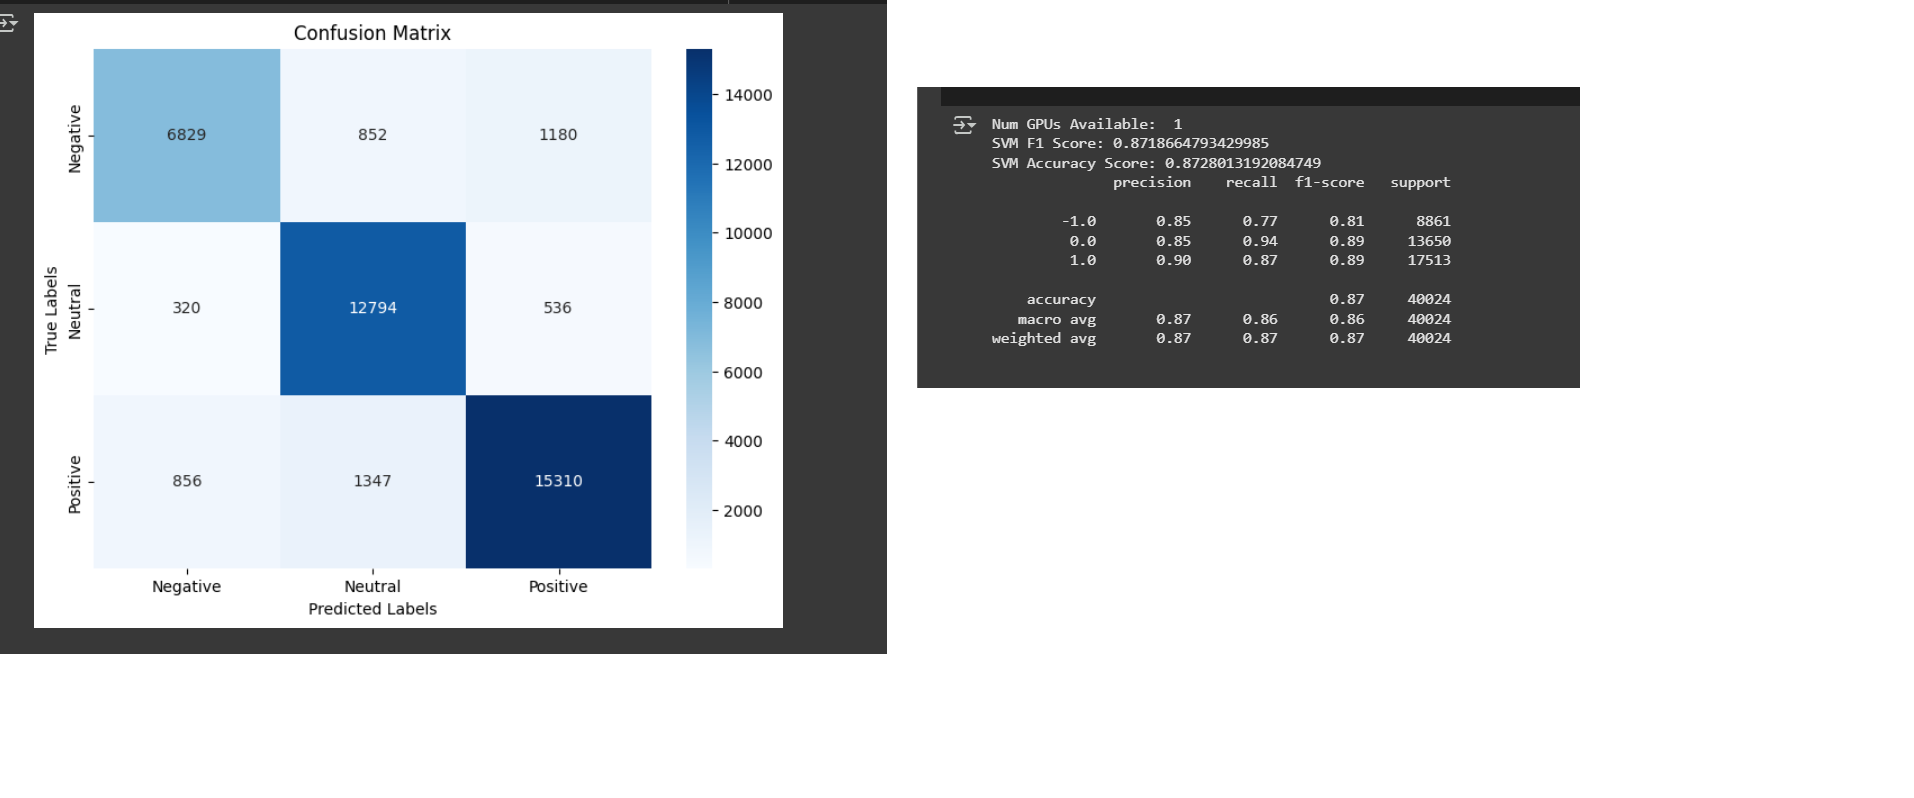 Confusion Matrix
True Labels
Negative
6829 852 1180
Neutral
320 12794 536
Positive
856 1347 15310
Negative Neutral Positive
Predicted Labels
14000
12000
10000
8000
6000
4000
2000
Num GPUs Available: 1
SVM F1 Score: 0.8718664793429985
SVM Accuracy Score: 0.8728013192084749
precision recall f1-score support
-1.0 0.85 0.77 0.81 8861
0.0 0.85 0.94 0.89 13650
1.0 0.90 0.87 0.89 17513
accuracy 0.87 40024
macro avg 0.87 0.86 0.86 40024
weighted avg 0.87 0.87 0.87 40024